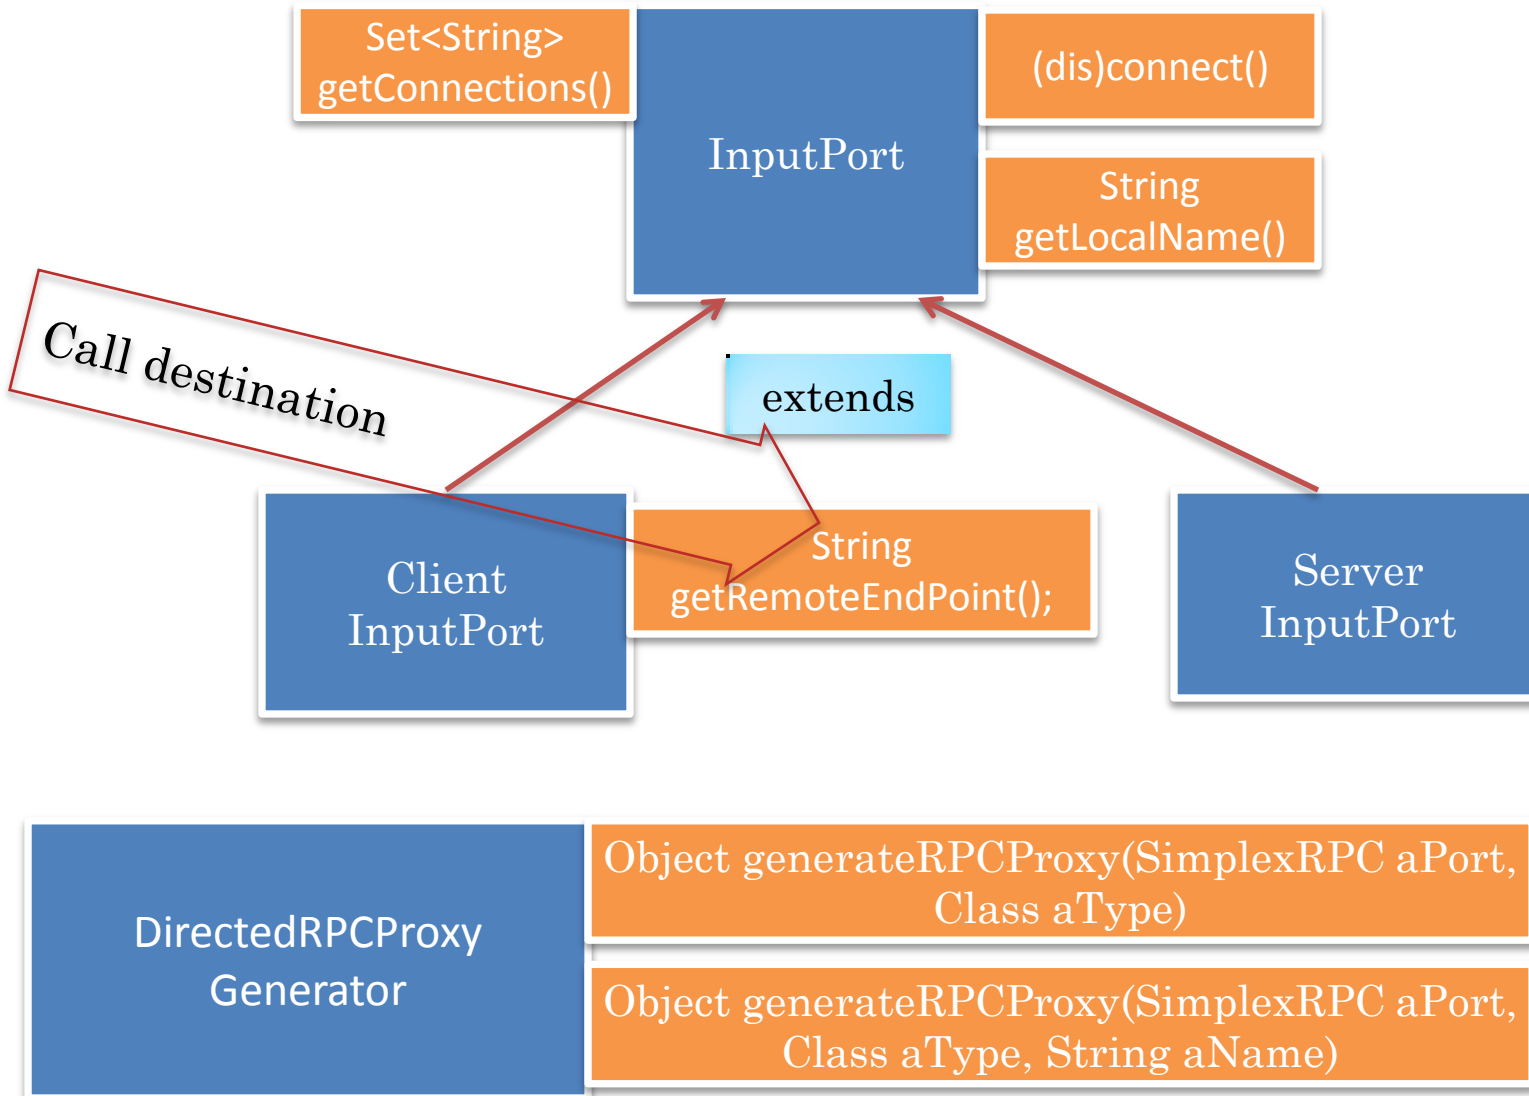 Set<String>
getConnections()
InputPort
(dis)connect()
String
getLocalName()
Call destination
extends
Client
InputPort
String
getRemoteEndPoint();
Server
InputPort
DirectedRPCProxy
Generator
Object generateRPCProxy(SimplexRPC aPort,
Class aType)
Object generateRPCProxy(SimplexRPC aPort,
Class aType, String aName)